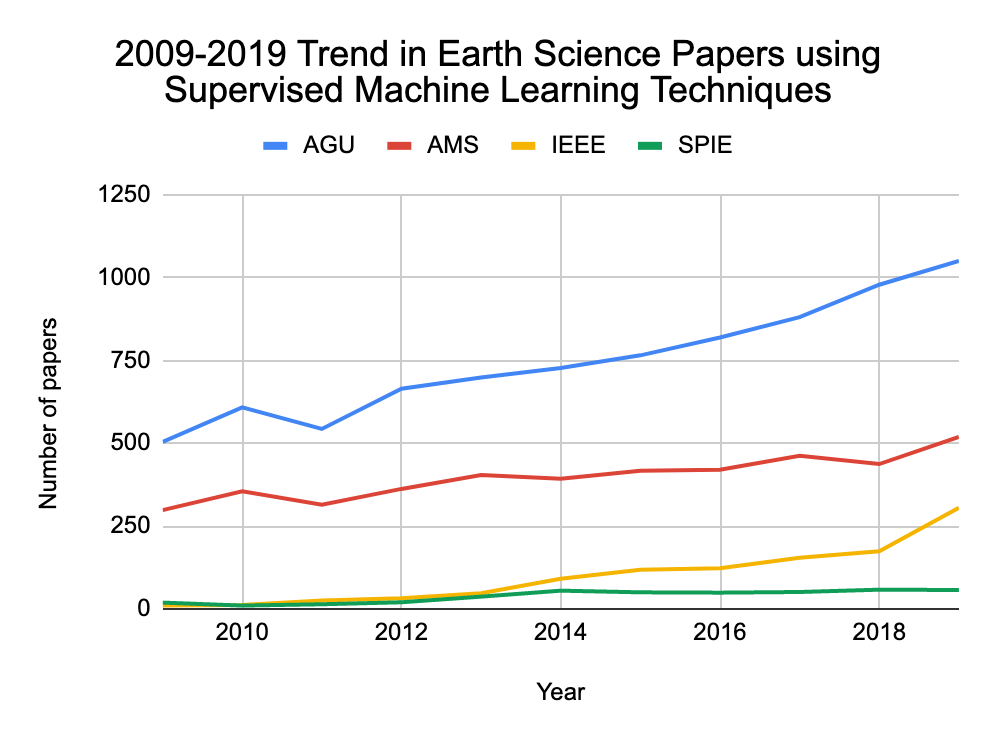 2009-2019 Trend in Earth Science Papers using
Supervised Machine Learning Techniques
AGU AMS IEEE SPIE
1250
1000
750
500
250
0
Number of papers
2010 2012 2014 2016 2018
Year